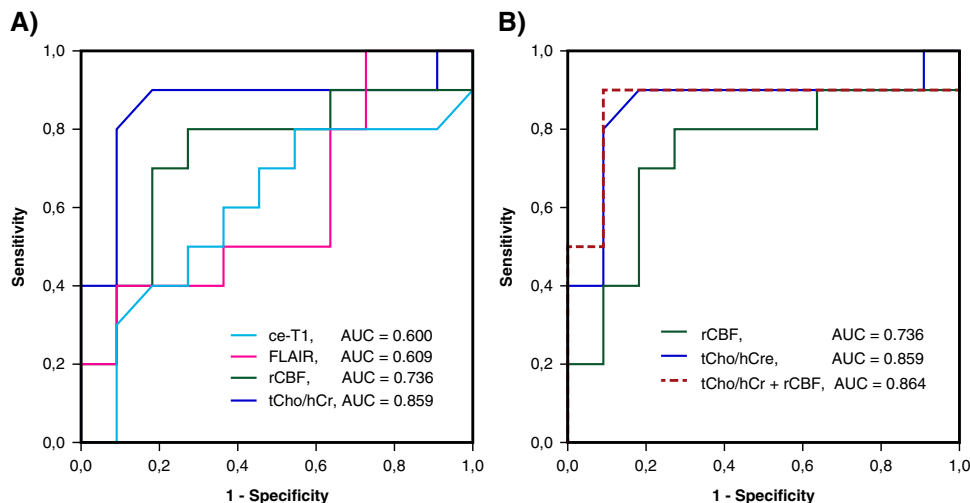 A)
1,0
0,8
0,6
0,4
0,2
0,0
Sensitivity
ce-T1, AUC = 0.600
FLAIR, AUC = 0.609
rCBF, AUC = 0.736
tCho/hCr, AUC = 0.859
0,0 0,2 0,4 0,6 0,8 1,0
1 - Specificity
B)
1,0
0,8
0,6
0,4
0,2
0,0
Sensitivity
rCBF, AUC = 0.736
tCho/hCre, AUC = 0.859
tCho/hCr + rCBF, AUC = 0.864
0,0 0,2 0,4 0,6 0,8 1,0
1 - Specificity